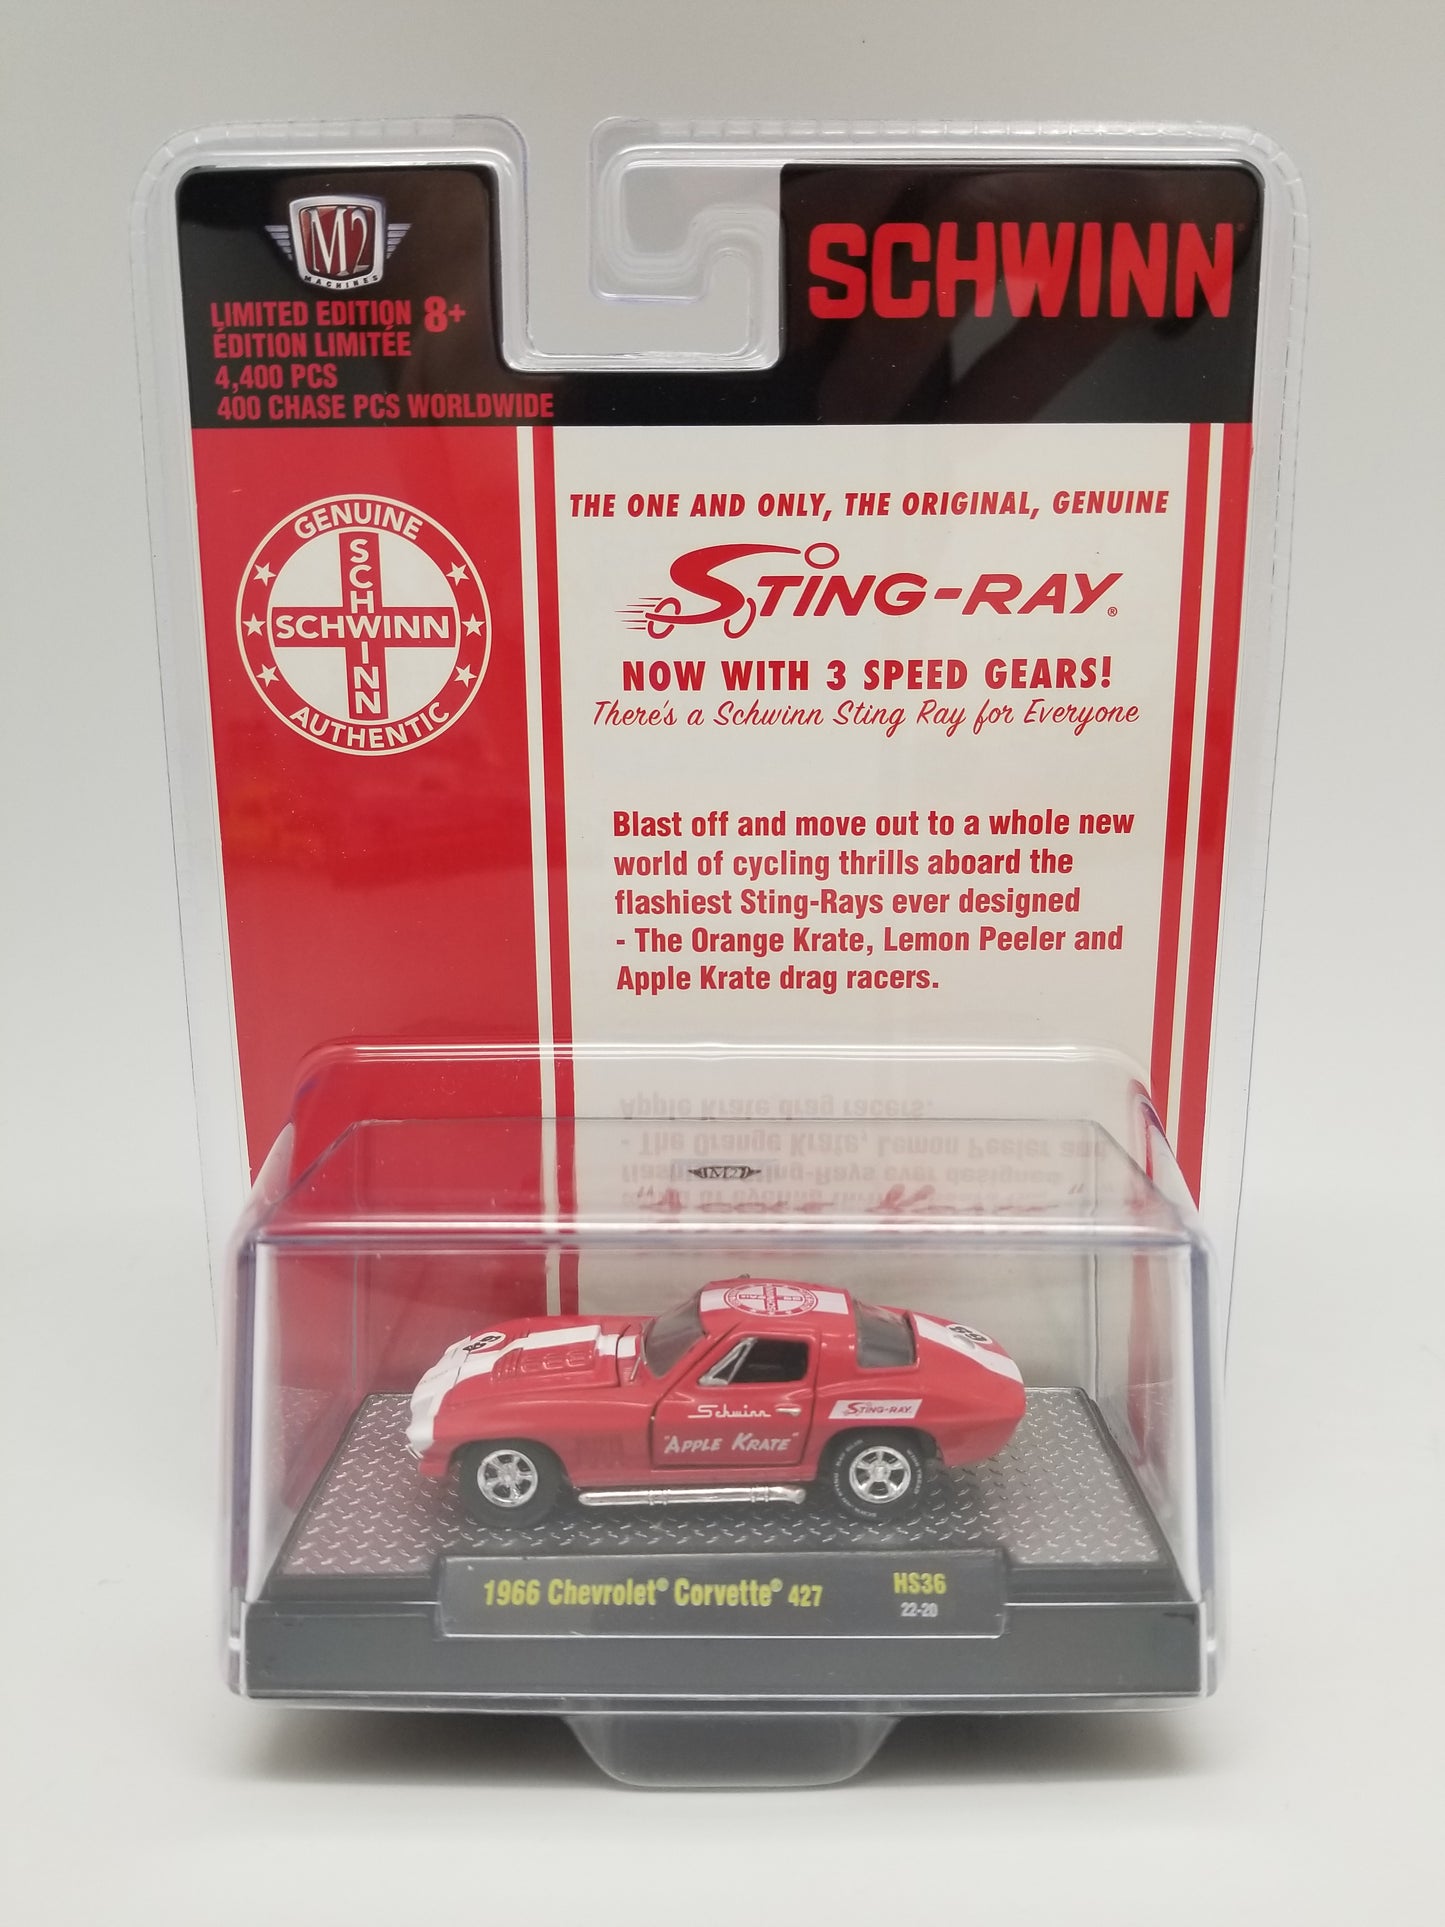 M2
MACHINES
LIMITED EDITION 8+
ÉDITION LIMITÉE
4,400 PCS
400 CHASE PCS WORLDWIDE
SCHWINN
GENUINE
SCHWINN
SCHWINN
AUTHENTIC
THE ONE AND ONLY, THE ORIGINAL, GENUINE
STING-RAY®
NOW WITH 3 SPEED GEARS!
There's a Schwinn Sting Ray for Everyone
Blast off and move out to a whole new
world of cycling thrills aboard the
flashiest Sting-Rays ever designed
- The Orange Krate, Lemon Peeler and
Apple Krate drag racers.
M2
SCHWINN
Schwinn
"APPLE KRATE"
STING-RAY
1966 Chevrolet® Corvette® 427
HS36
22-20